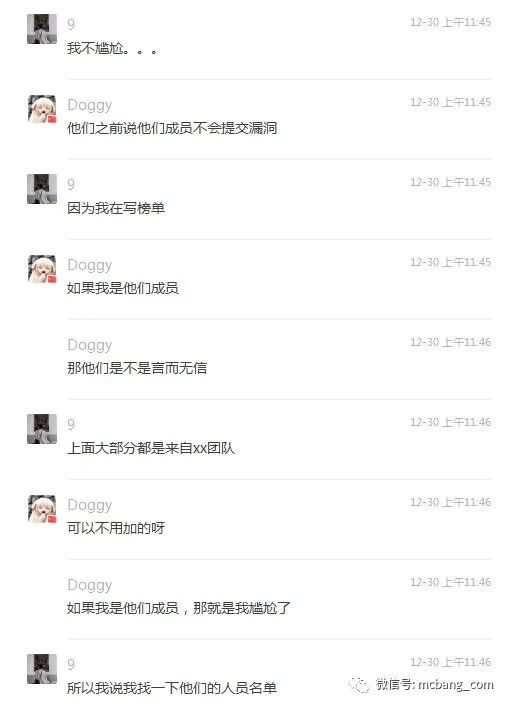 9 12-30 上午11:45
我不尴尬。。。
Doggy 12-30 上午11:45
他们之前说他们成员不会提交漏洞
9 12-30 上午11:45
因为我在写榜单
Doggy 12-30 上午11:45
如果我是他们成员
Doggy 12-30 上午11:46
那他们是不是言而无信
9 12-30 上午11:46
上面大部分都是来自xx团队
Doggy 12-30 上午11:46
可以不用加的呀
Doggy 12-30 上午11:46
如果我是他们成员，那就是我尴尬了
9 12-30 上午11:46
所以我说我找一下他们的人员名单
微信号: mcbang_com